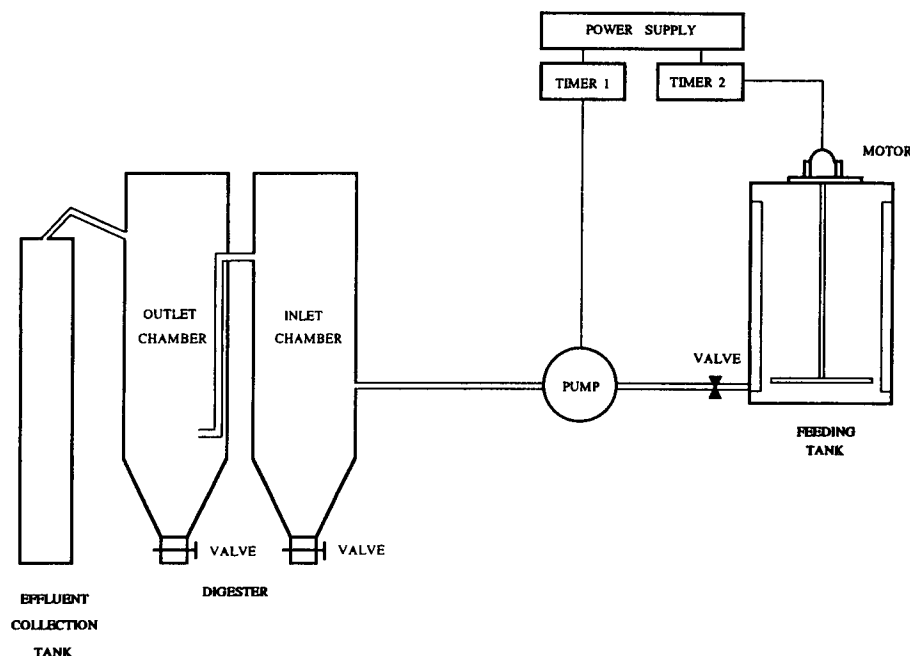 POWER SUPPLY
TIMER 1
TIMER 2
MOTOR
OUTLET
CHAMBER
INLET
CHAMBER
VALVE
PUMP
FEEDING
TANK
VALVE
VALVE
DIGESTER
EFFLUENT
COLLECTION
TANK